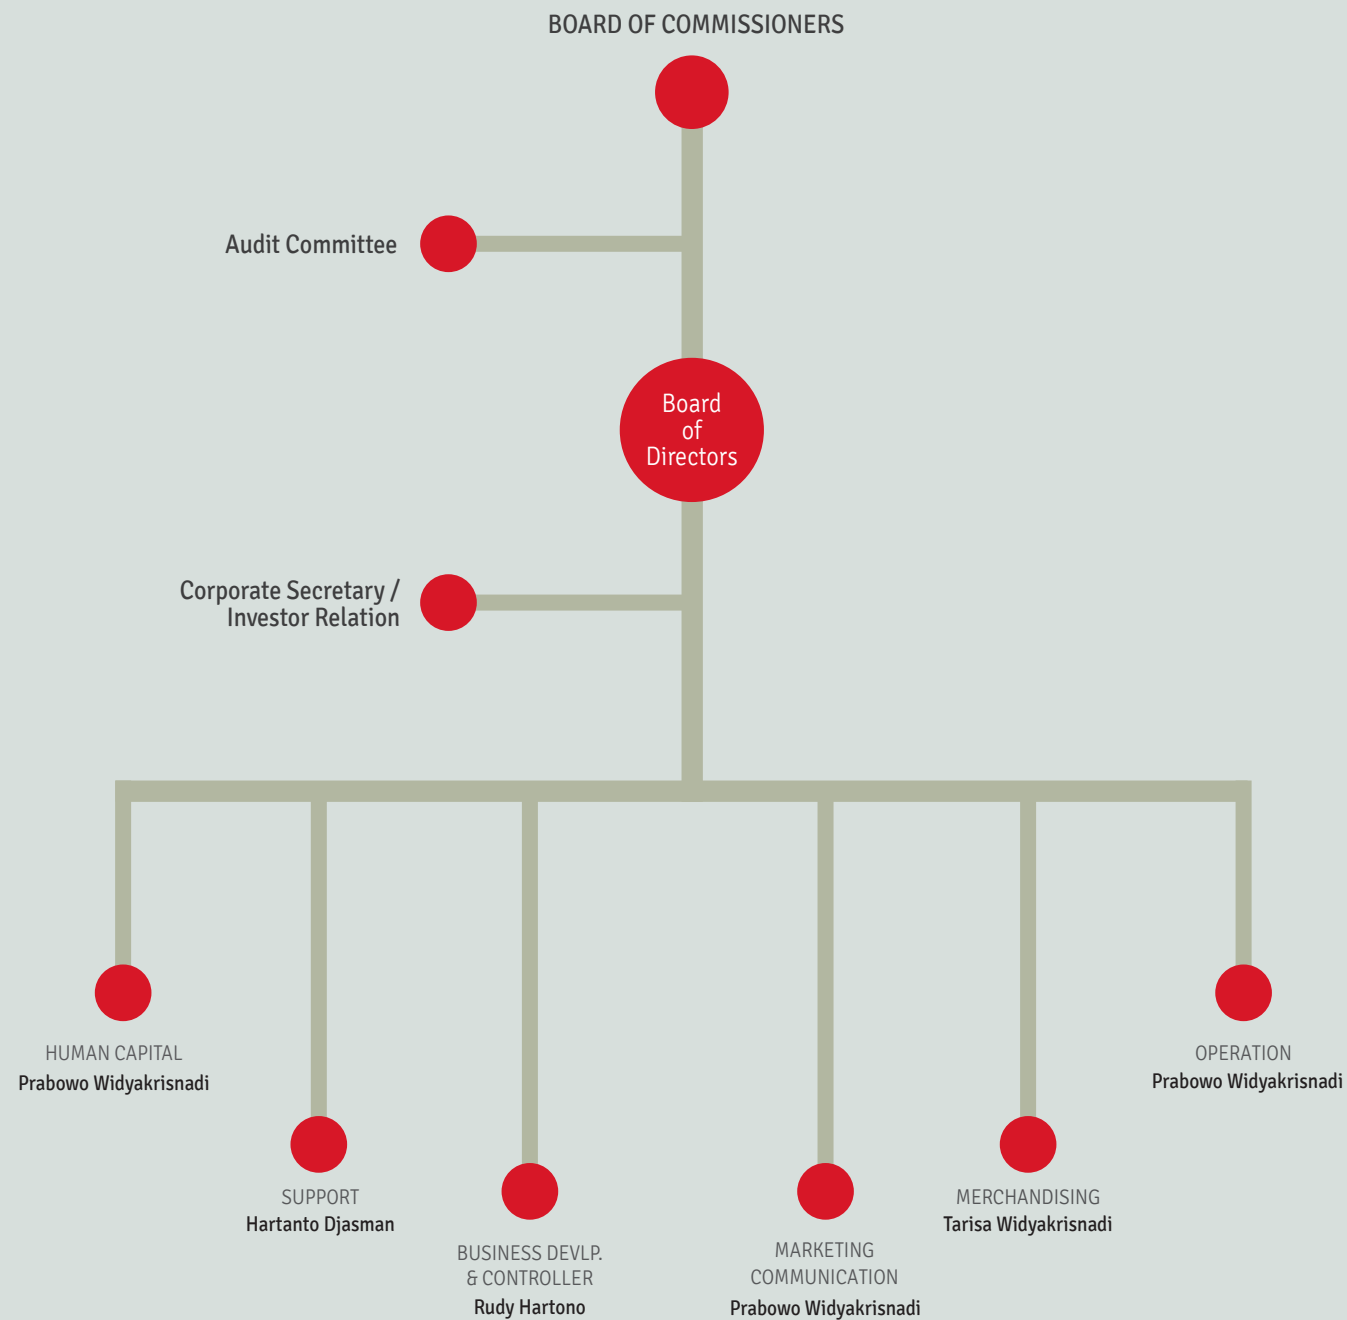 BOARD OF COMMISSIONERS
Audit Committee
Board
of
Directors
Corporate Secretary /
Investor Relation
HUMAN CAPITAL
Prabowo Widyakrisnadi
SUPPORT
Hartanto Djasman
BUSINESS DEVLP.
& CONTROLLER
Rudy Hartono
MARKETING
COMMUNICATION
Prabowo Widyakrisnadi
MERCHANDISING
Tarisa Widyakrisnadi
OPERATION
Prabowo Widyakrisnadi